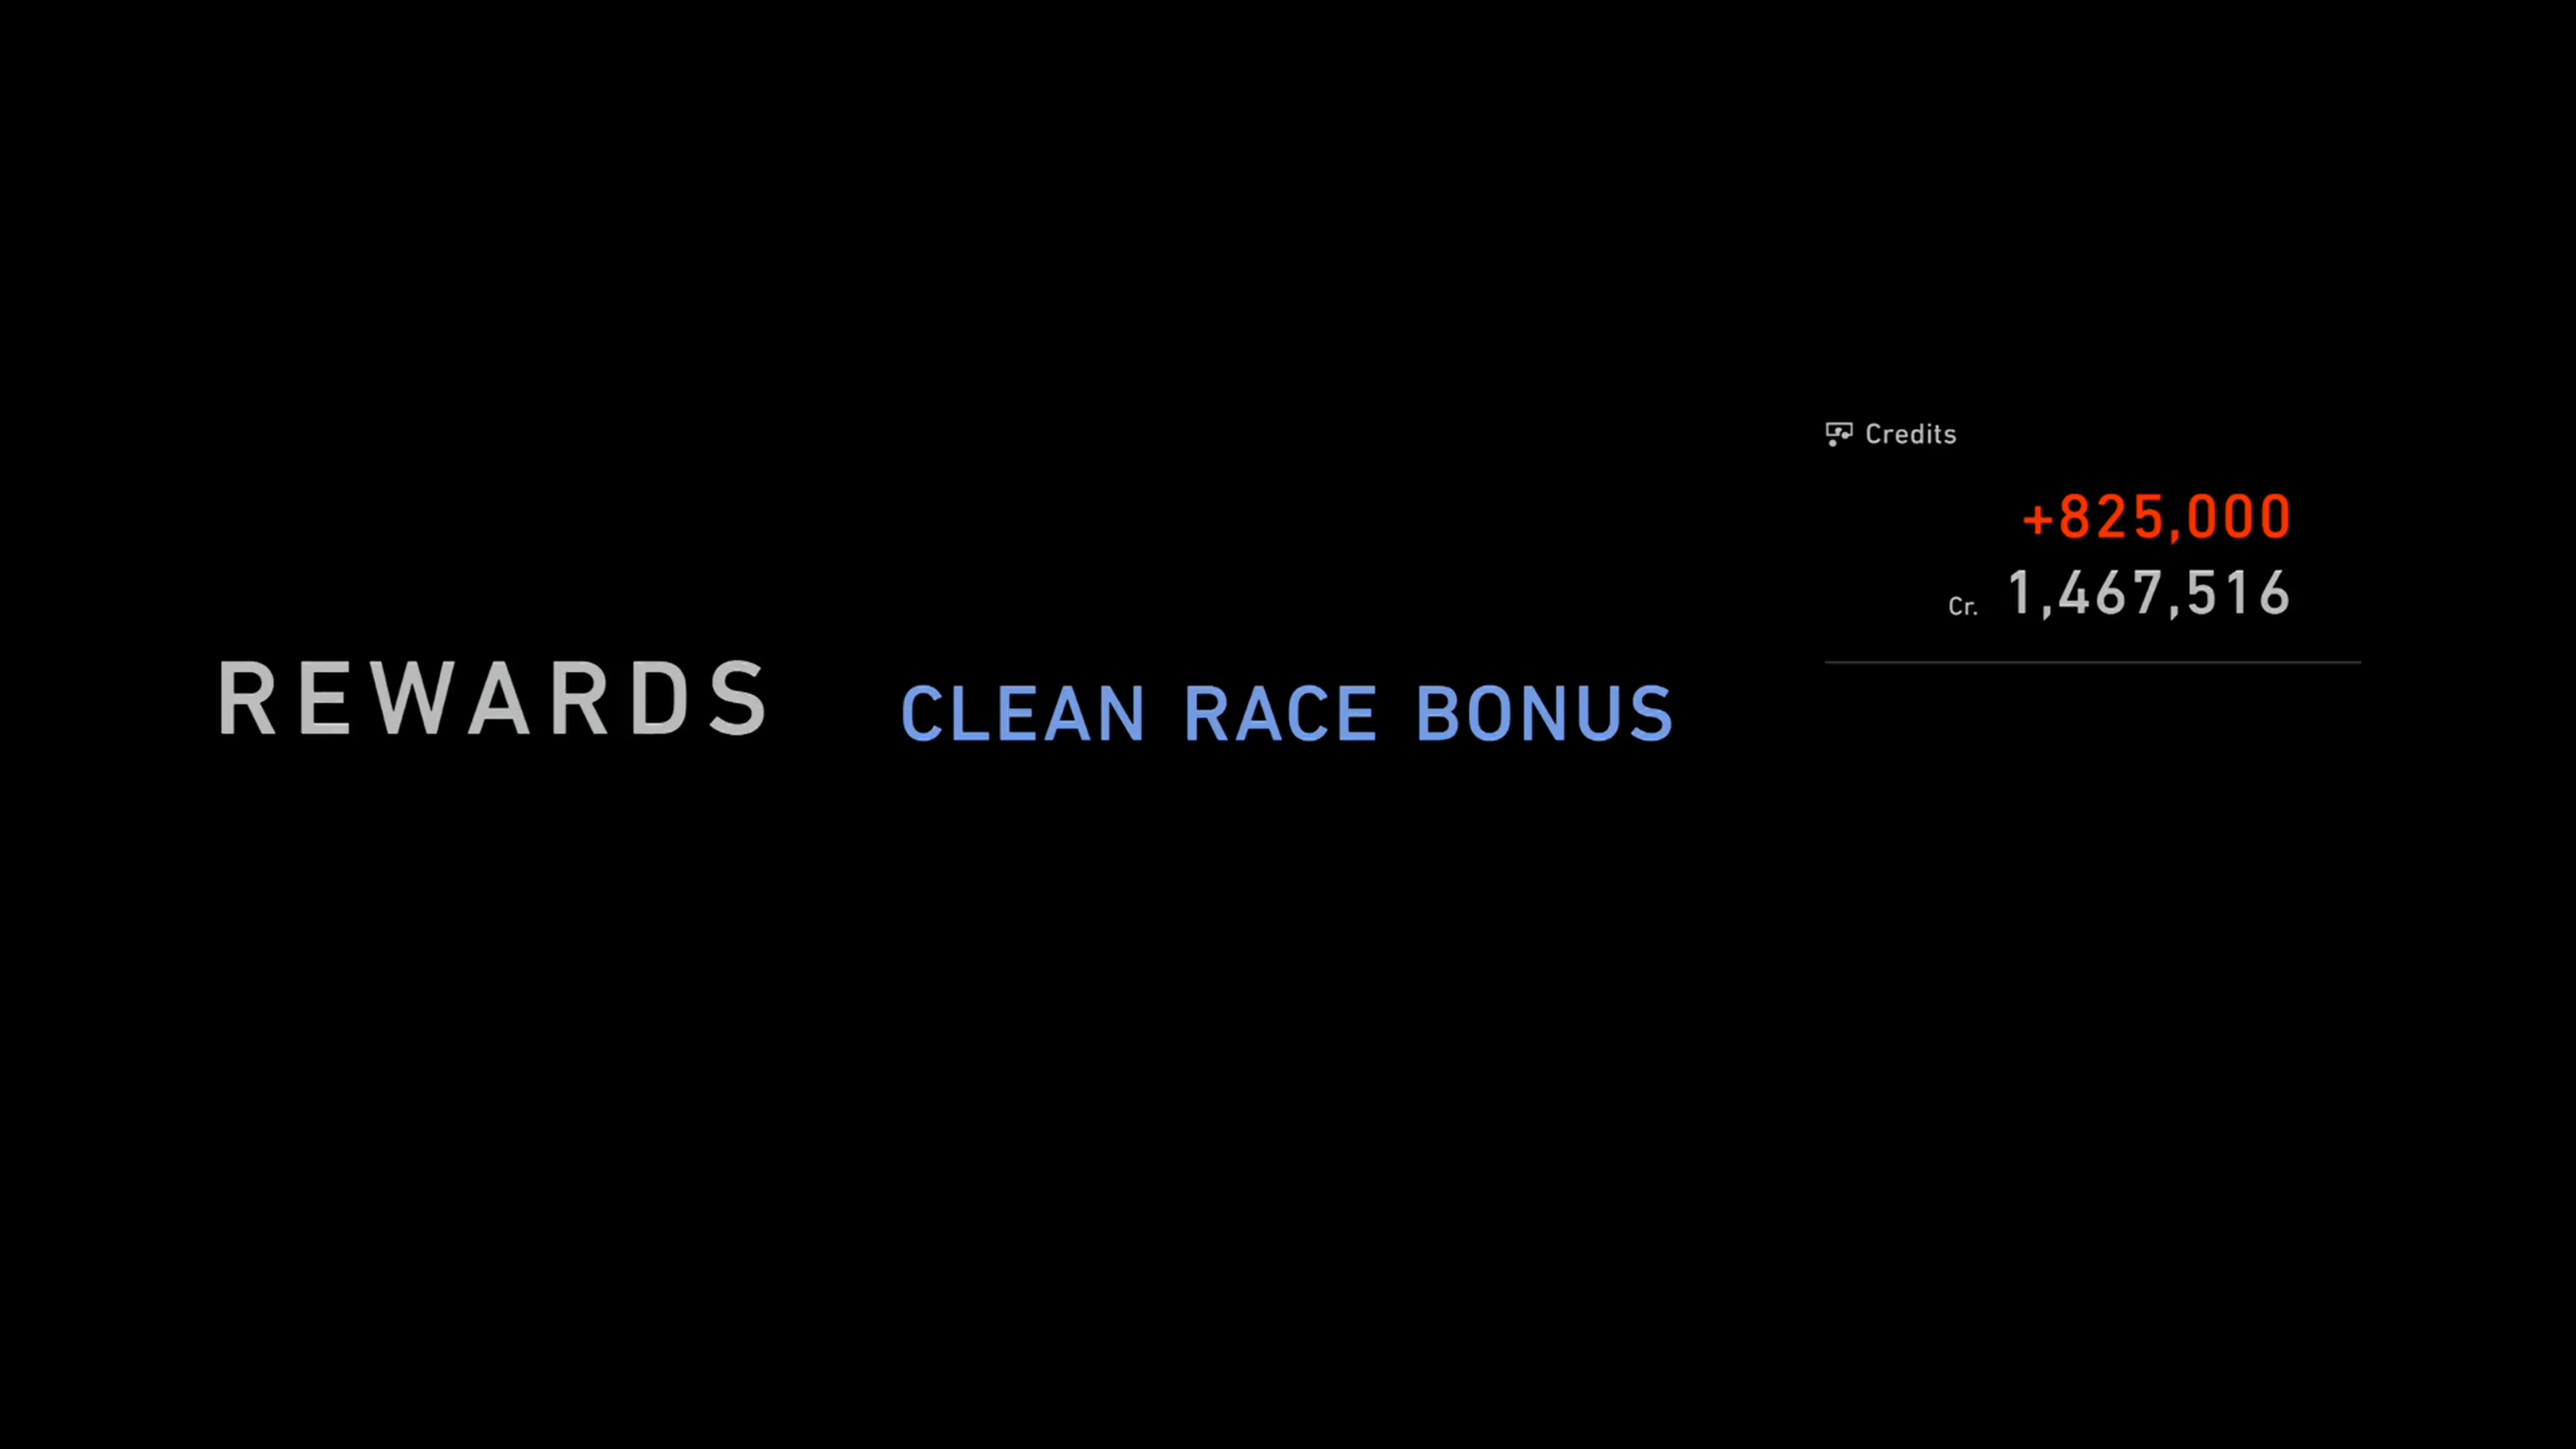 Credits
+825,000
Cr. 1,467,516
REWARDS
CLEAN RACE BONUS